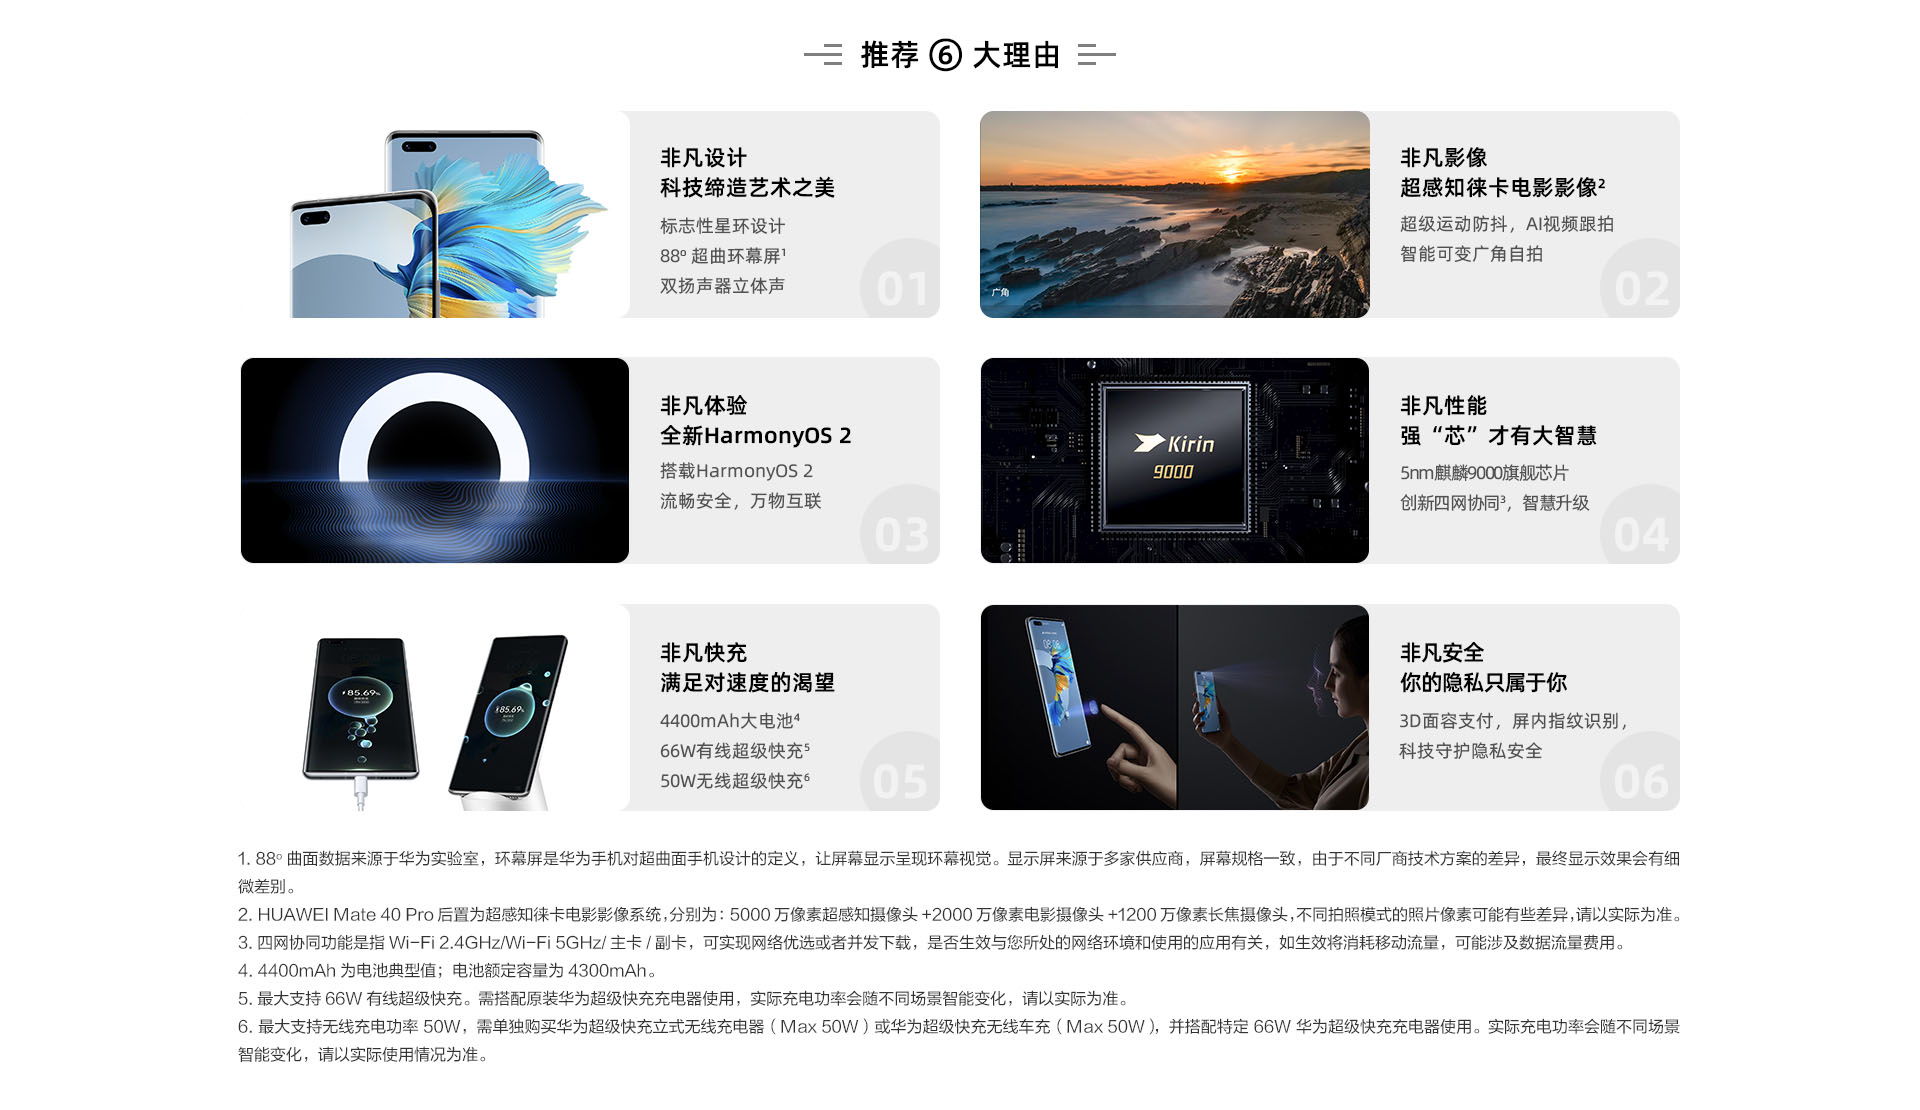 推荐 ⑥ 大理由
非凡设计
科技缔造艺术之美
标志性星环设计
88° 超曲环幕屏¹
双扬声器立体声
01
广角
非凡影像
超感知徕卡电影影像²
超级运动防抖，AI视频跟拍
智能可变广角自拍
02
非凡体验
全新HarmonyOS 2
搭载HarmonyOS 2
流畅安全，万物互联
03
Kirin
9000
非凡性能
强“芯”才有大智慧
5nm麒麟9000旗舰芯片
创新四网协同³，智慧升级
04
85.69%
85.69%
非凡快充
满足对速度的渴望
4400mAh大电池⁴
66W有线超级快充⁵
50W无线超级快充⁶
05
08:08
非凡安全
你的隐私只属于你
3D面容支付，屏内指纹识别，
科技守护隐私安全
06
1. 88° 曲面数据来源于华为实验室，环幕屏是华为手机对超曲面手机设计的定义，让屏幕显示呈现环幕视觉。显示屏来源于多家供应商，屏幕规格一致，由于不同厂商技术方案的差异，最终显示效果会有细
微差别。
2. HUAWEI Mate 40 Pro 后置为超感知徕卡电影影像系统，分别为：5000 万像素超感知摄像头 +2000 万像素电影摄像头 +1200 万像素长焦摄像头，不同拍照模式的照片像素可能有些差异，请以实际为准。
3. 四网协同功能是指 Wi-Fi 2.4GHz/Wi-Fi 5GHz/ 主卡 / 副卡，可实现网络优选或者并发下载，是否生效与您所处的网络环境和使用的应用有关，如生效将消耗移动流量，可能涉及数据流量费用。
4. 4400mAh 为电池典型值；电池额定容量为 4300mAh。
5. 最大支持 66W 有线超级快充。需搭配原装华为超级快充充电器使用，实际充电功率会随不同场景智能变化，请以实际为准。
6. 最大支持无线充电功率 50W，需单独购买华为超级快充立式无线充电器（Max 50W）或华为超级快充无线车充（Max 50W），并搭配特定 66W 华为超级快充充电器使用。实际充电功率会随不同场景
智能变化，请以实际使用情况为准。